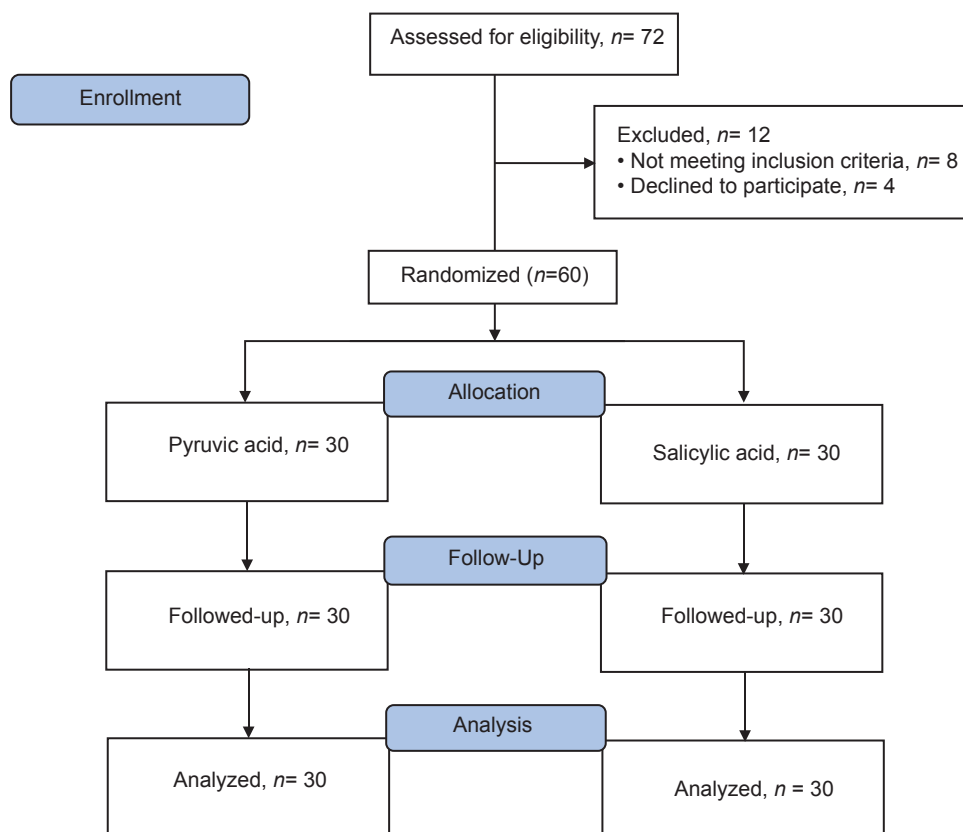 Assessed for eligibility, n= 72
Enrollment
Excluded, n= 12
• Not meeting inclusion criteria, n= 8
• Declined to participate, n= 4
Randomized (n=60)
Allocation
Pyruvic acid, n= 30
Salicylic acid, n= 30
Follow-Up
Followed-up, n= 30
Followed-up, n= 30
Analysis
Analyzed, n= 30
Analyzed, n = 30